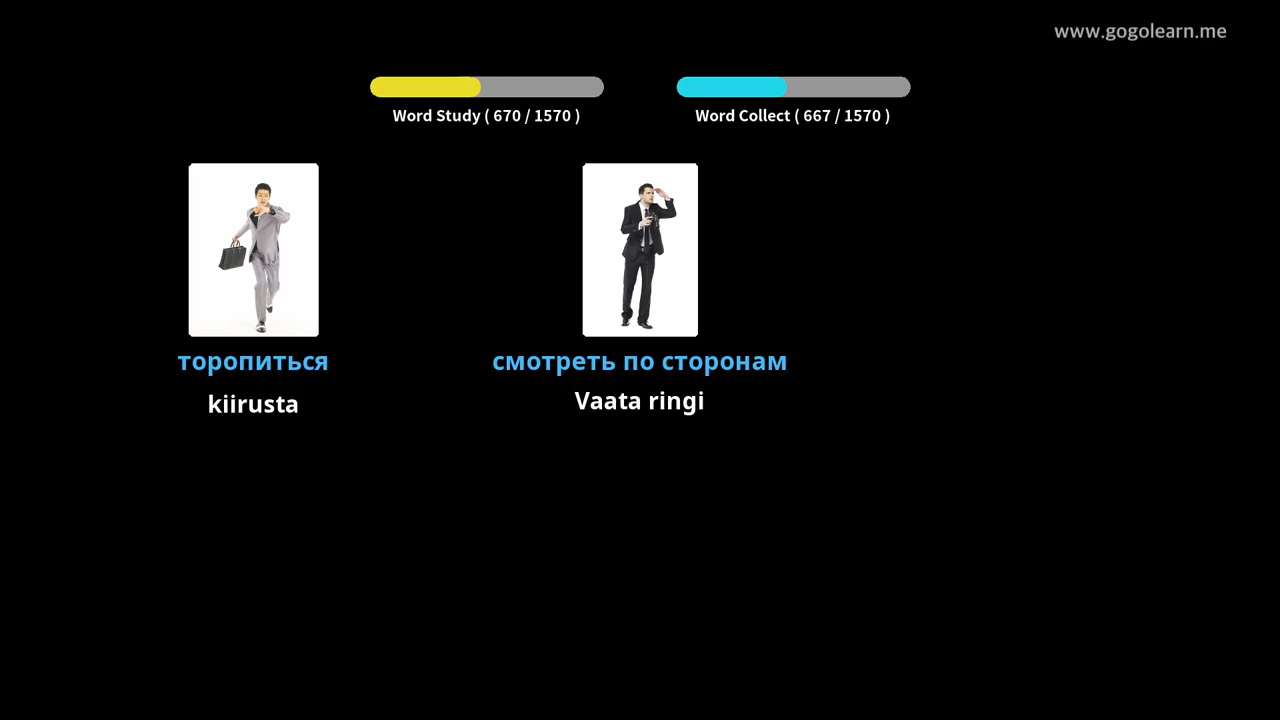 www.gogolearn.me
Word Study ( 670 / 1570 )
Word Collect ( 667 / 1570 )
торопиться
kiirusta
смотреть по сторонам
Vaata ringi